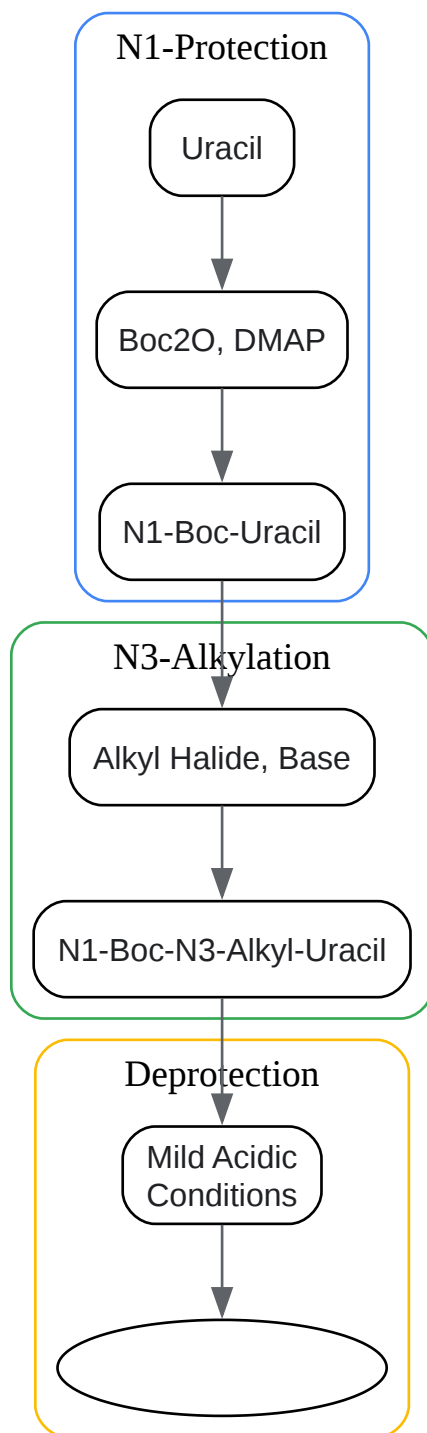 N1-Protection
Uracil
Boc2O, DMAP
N1-Boc-Uracil
N3-Alkylation
Alkyl Halide, Base
N1-Boc-N3-Alkyl-Uracil
Deprotection
Mild Acidic
Conditions